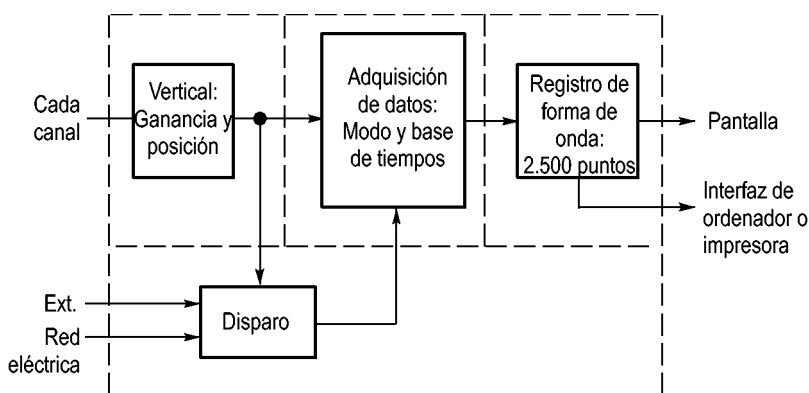 Cada
canal
Vertical:
Ganancia y
posición
Adquisición
de datos:
Modo y base
de tiempos
Registro de
forma de
onda:
2.500 puntos
Pantalla
Interfaz de
ordenador o
impresora
Ext.
Red
eléctrica
Disparo